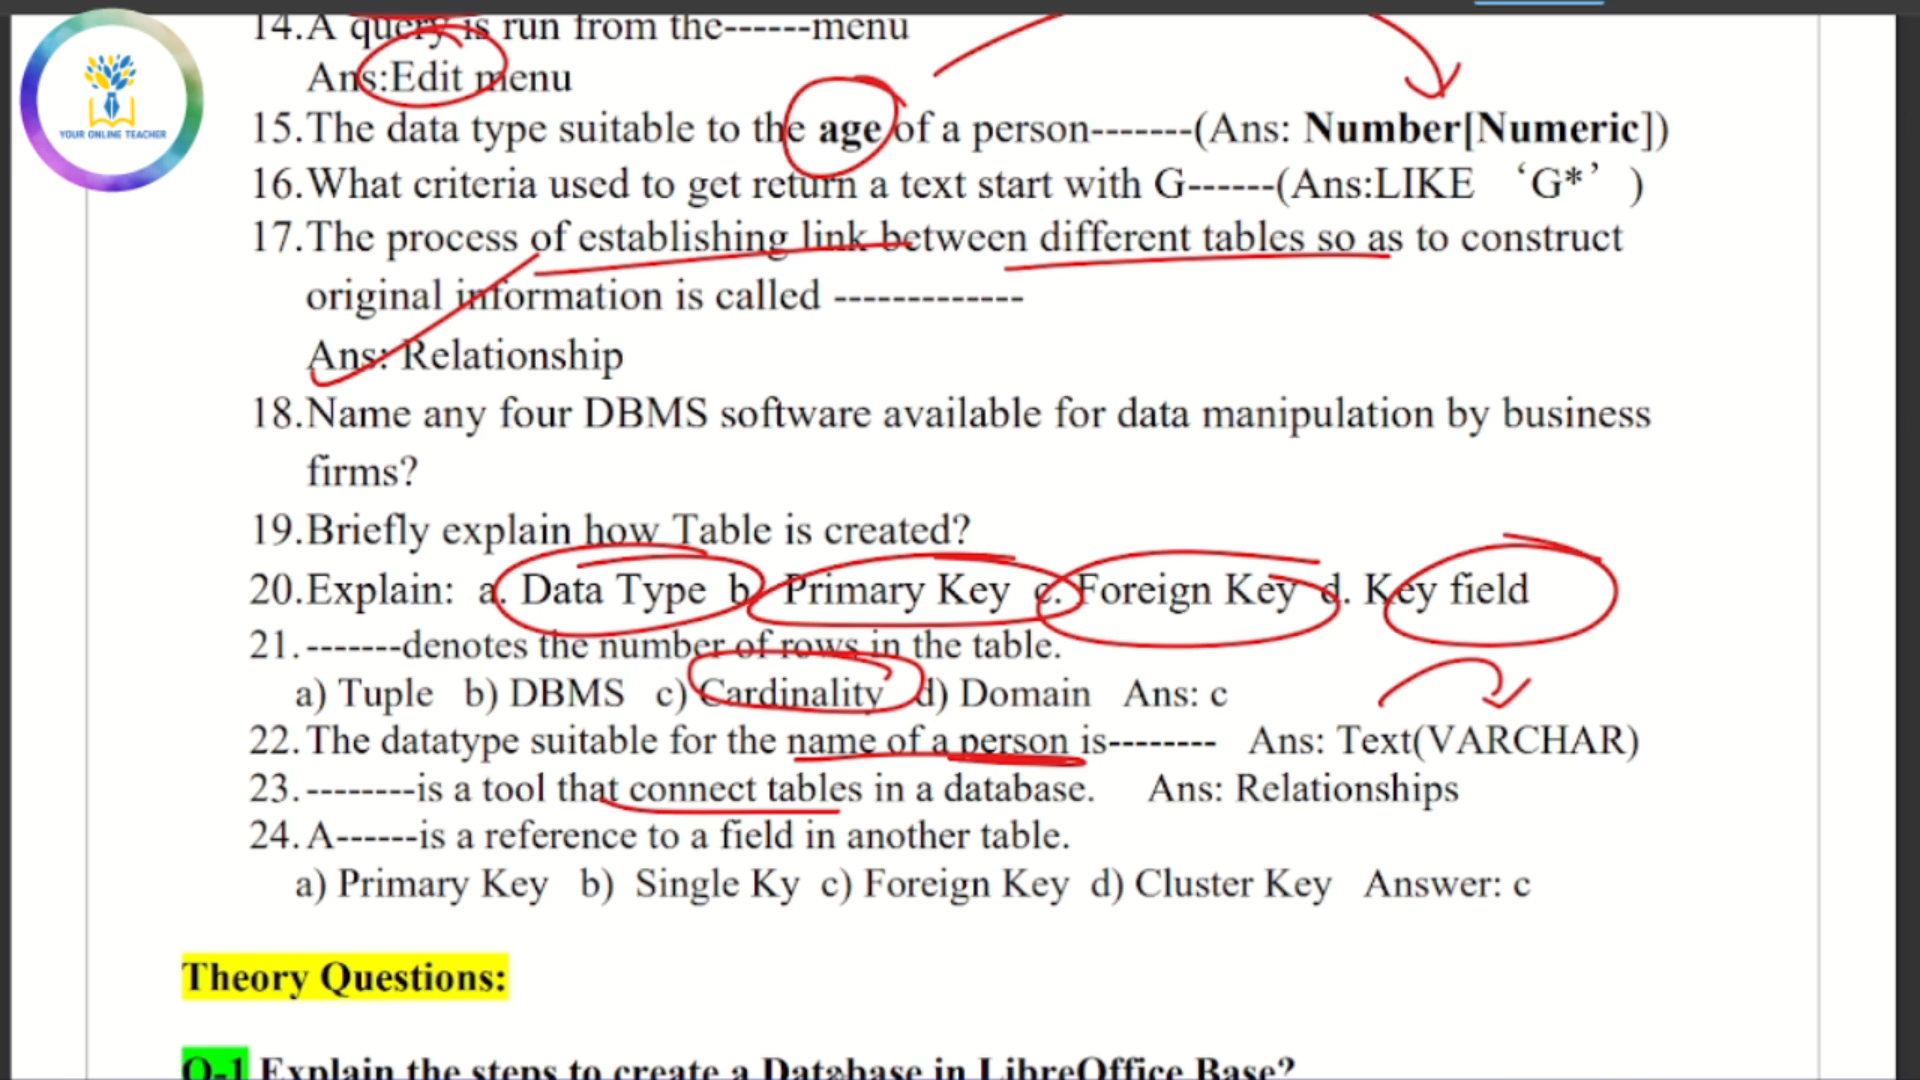 14.A query is run from the------menu
Ans:Edit menu
YOUR ONLINE TEACHER
15.The data type suitable to the age of a person-------(Ans: Number[Numeric])
16.What criteria used to get return a text start with G------(Ans:LIKE ‘G*’ )
17.The process of establishing link between different tables so as to construct
original information is called -------------
Ans: Relationship
18.Name any four DBMS software available for data manipulation by business
firms?
19.Briefly explain how Table is created?
20.Explain: a. Data Type b. Primary Key c. Foreign Key d. Key field
21.-------denotes the number of rows in the table.
a) Tuple b) DBMS c) Cardinality d) Domain Ans: c
22.The datatype suitable for the name of a person is-------- Ans: Text(VARCHAR)
23.--------is a tool that connect tables in a database. Ans: Relationships
24.A------is a reference to a field in another table.
a) Primary Key b) Single Ky c) Foreign Key d) Cluster Key Answer: c
Theory Questions:
Q-1 Explain the steps to create a Database in LibreOffice Base?